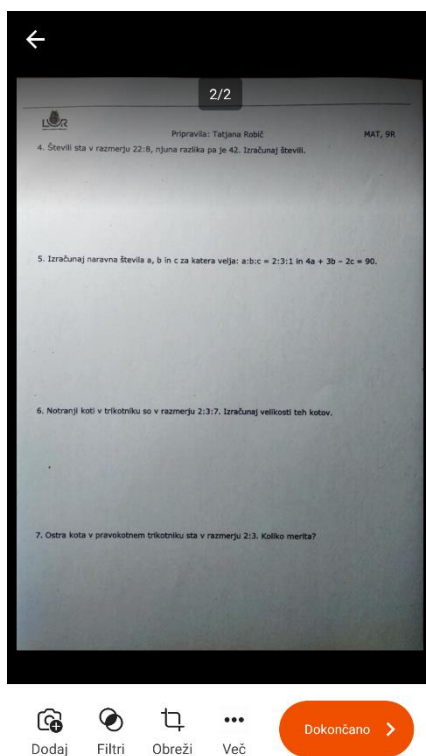 2/2
Pripravila: Tatjana Robič
MAT, 9R
4. Števili sta v razmerju 22:8, njuna razlika pa je 42. Izračunaj števili.
5. Izračunaj naravna števila a, b in c za katera velja: a:b:c = 2:3:1 in 4a + 3b – 2c = 90.
6. Notranji koti v trikotniku so v razmerju 2:3:7. Izračunaj velikosti teh kotov.
7. Ostra kota v pravokotnem trikotniku sta v razmerju 2:3. Koliko merita?
Dodaj
Filtri
Obreži
Več
Dokončano